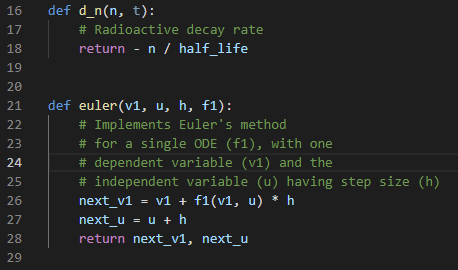 16 def d_n(n, t):
17     # Radioactive decay rate
18     return - n / half_life
19
20
21 def euler(v1, u, h, f1):
22     # Implements Euler's method
23     # for a single ODE (f1), with one
24     # dependent variable (v1) and the
25     # independent variable (u) having step size (h)
26     next_v1 = v1 + f1(v1, u) * h
27     next_u = u + h
28     return next_v1, next_u
29